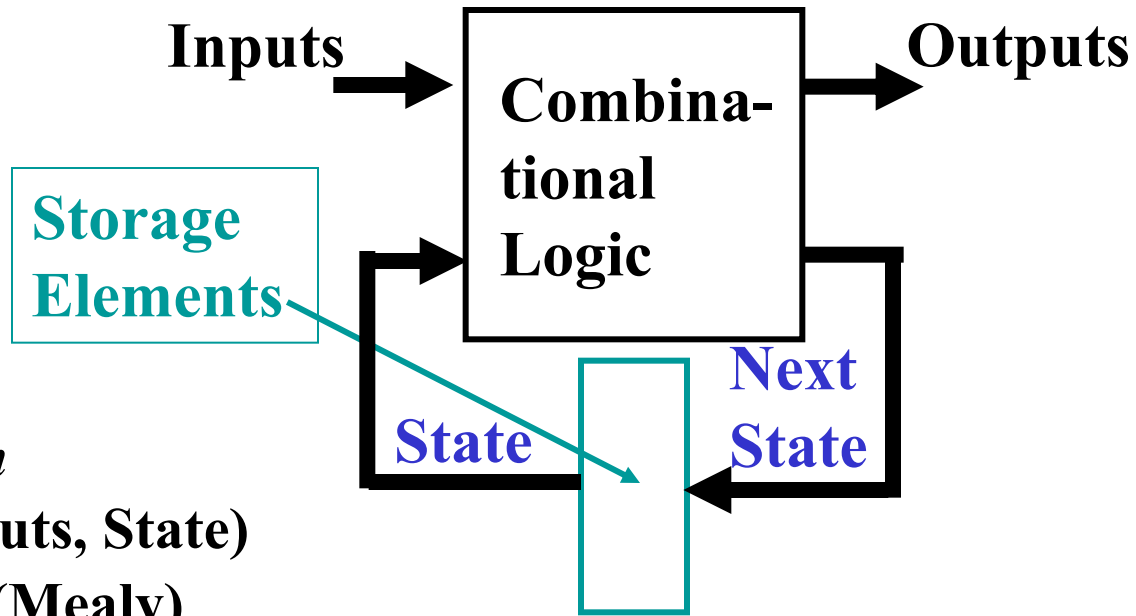 Inputs
Outputs
Combina-
tional
Logic
Storage
Elements
Next
State
State
uts, State)
(Mealy)